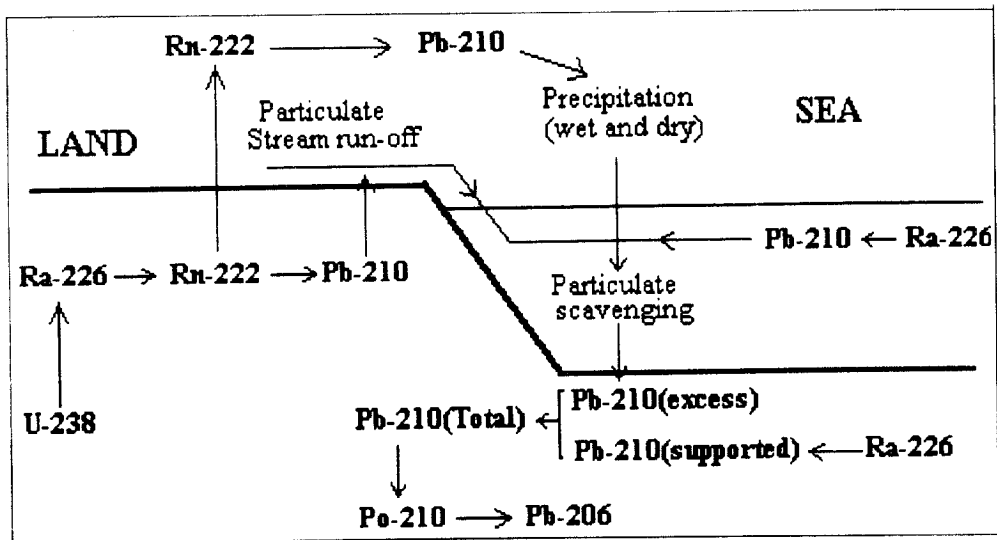 Rn-222 Pb-210
Precipitation
(wet and dry)
SEA
Particulate
Stream run-off
LAND
Pb-210 Ra-226
Ra-226 Rn-222 Pb-210
Particulate
scavenging
U-238
Pb-210(Total)
Pb-210(excess)
Pb-210(supported) Ra-226
Po-210 Pb-206